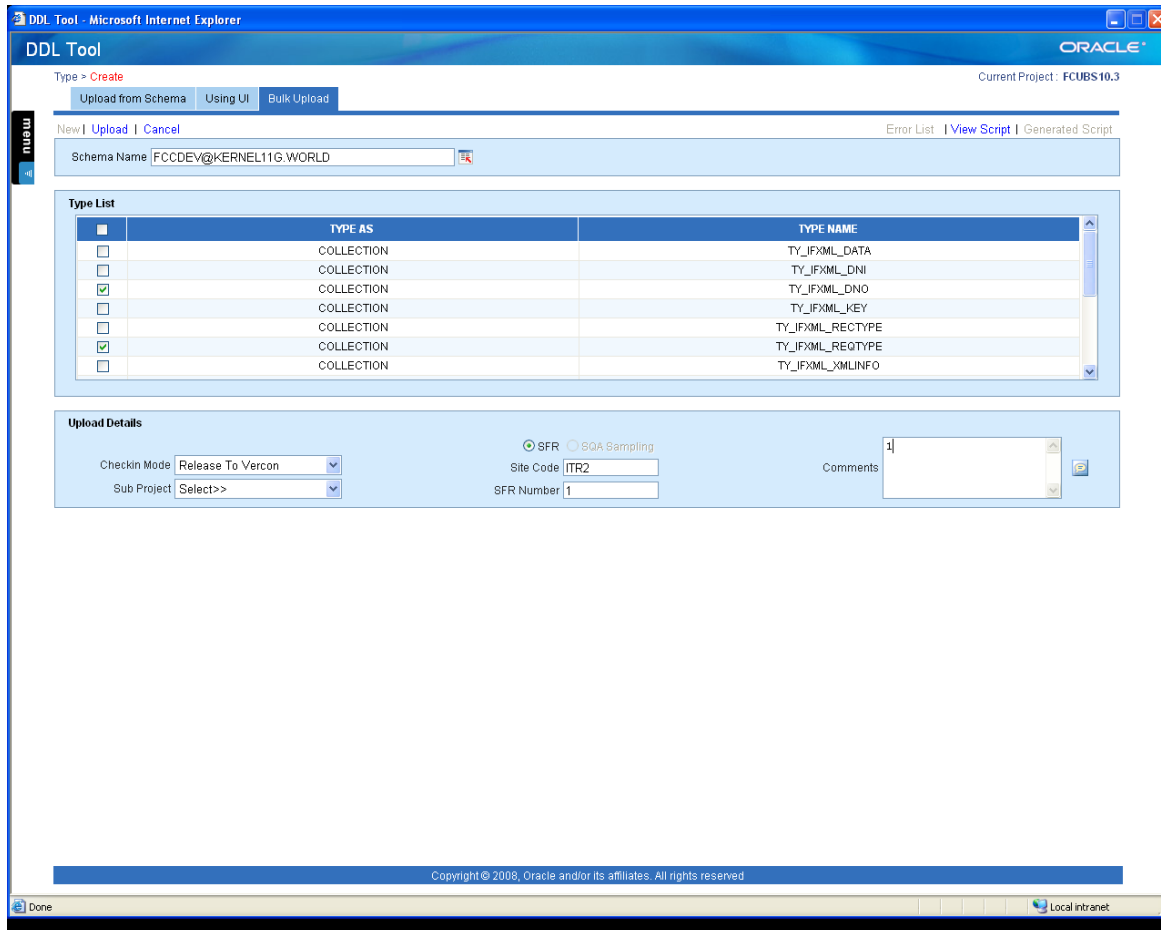 DDL Tool - Microsoft Internet Explorer
DDL Tool
ORACLE
Type > Create
Current Project : FCUBS10.3
Upload from Schema Using UI Bulk Upload
menu
New | Upload | Cancel
Error List | View Script | Generated Script
Schema Name FCCDEV@KERNEL11G.WORLD
Type List
TYPE AS TYPE NAME
COLLECTION TY_IFXML_DATA
COLLECTION TY_IFXML_DNI
COLLECTION TY_IFXML_DNO
COLLECTION TY_IFXML_KEY
COLLECTION TY_IFXML_RECTYPE
COLLECTION TY_IFXML_REQTYPE
COLLECTION TY_IFXML_XMLINFO
Upload Details
SFR SQA Sampling
Checkin Mode Release To Vercon
Site Code ITR2
Comments 1
Sub Project Select>>
SFR Number 1
Copyright © 2008, Oracle and/or its affiliates. All rights reserved
Done
Local intranet